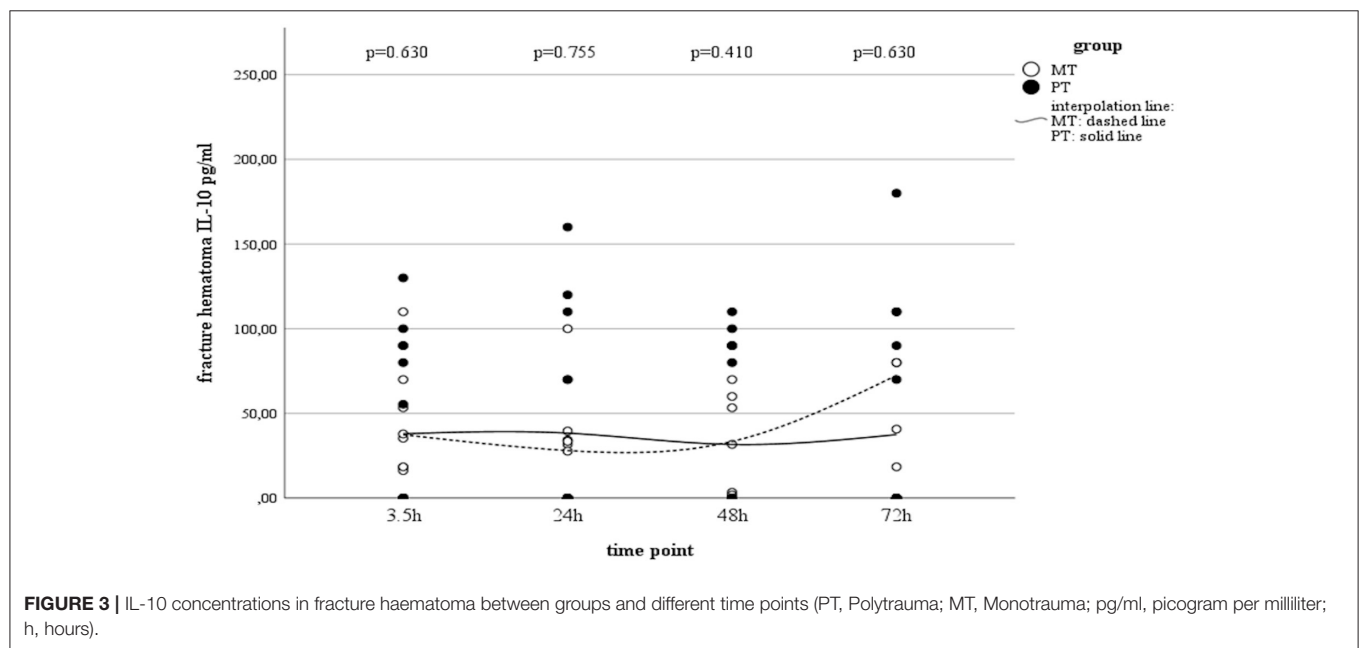 p=0.630 p=0.755 p=0.410 p=0.630
group
MT
PT
interpolation line:
MT: dashed line
PT: solid line
250,00
200,00
150,00
100,00
50,00
,00
fracture hematoma IL-10 pg/ml
3.5h 24h 48h 72h
time point
FIGURE 3 | IL-10 concentrations in fracture haematoma between groups and different time points (PT, Polytrauma; MT, Monotrauma; pg/ml, picogram per milliliter;
h, hours).